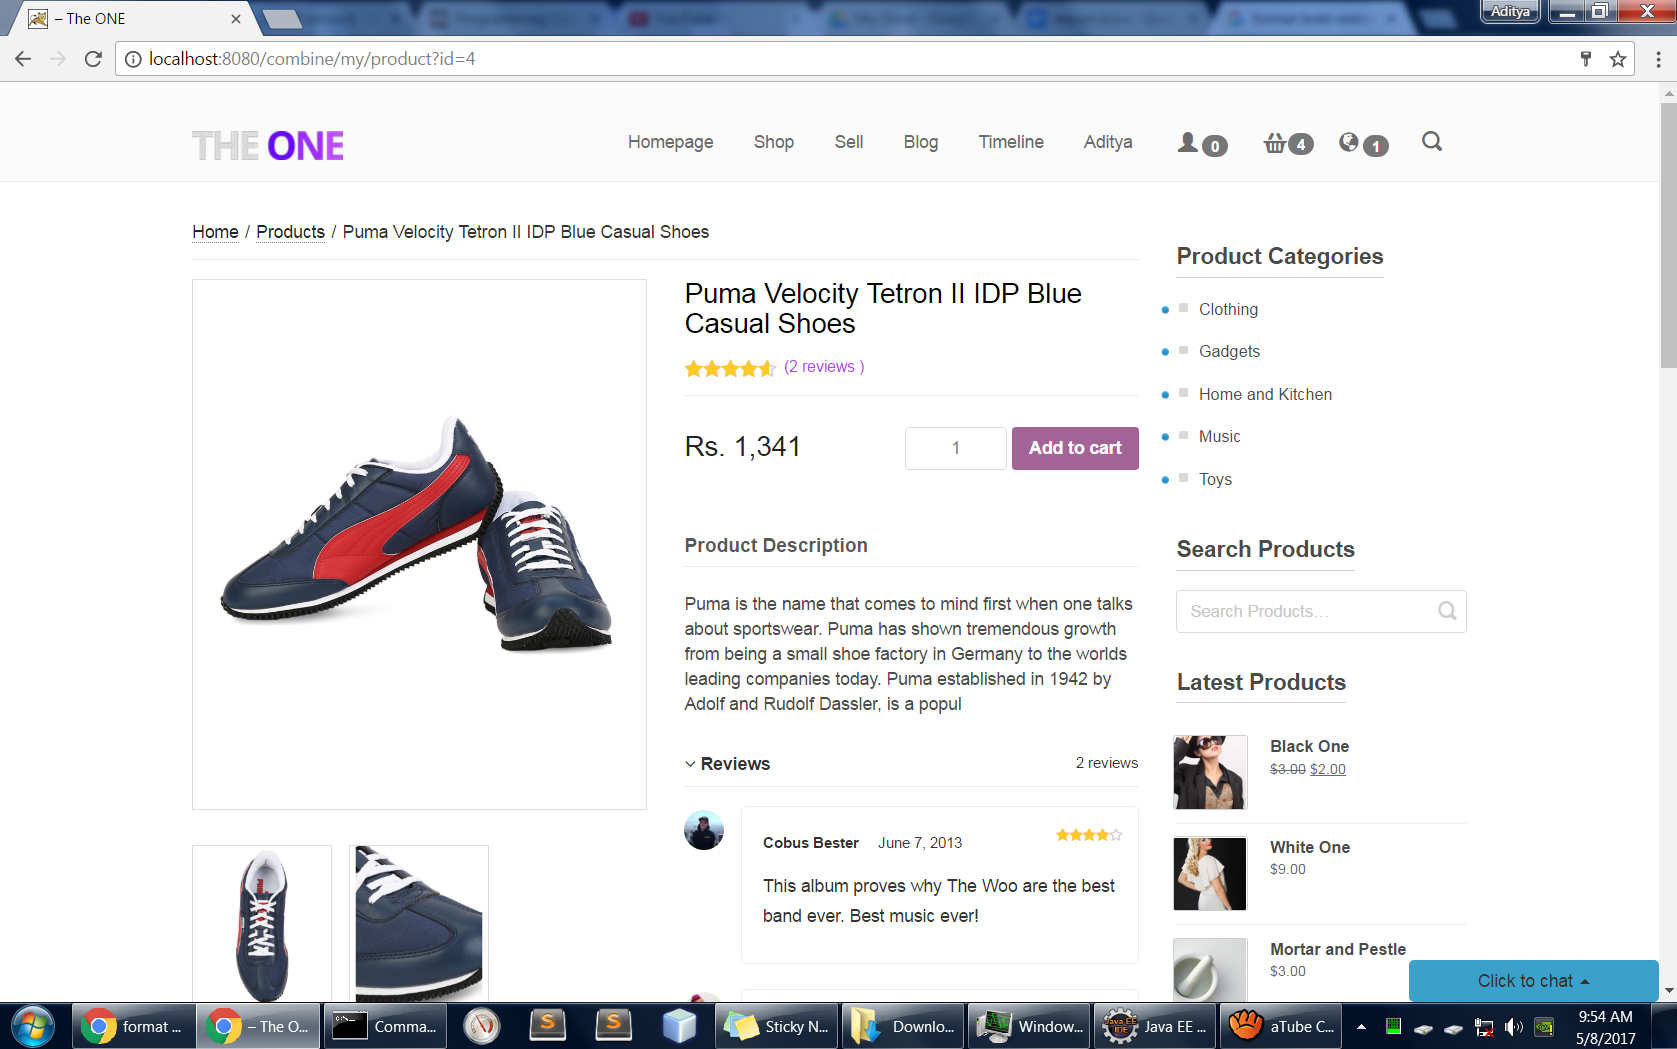 – The ONE
Aditya
localhost:8080/combine/my/product?id=4
THE ONE
Homepage
Shop
Sell
Blog
Timeline
Aditya
0
4
1
Home / Products / Puma Velocity Tetron II IDP Blue Casual Shoes
Puma Velocity Tetron II IDP Blue
Casual Shoes
(2 reviews )
Rs. 1,341
1
Add to cart
Product Description
Puma is the name that comes to mind first when one talks
about sportswear. Puma has shown tremendous growth
from being a small shoe factory in Germany to the worlds
leading companies today. Puma established in 1942 by
Adolf and Rudolf Dassler, is a popul
Reviews
2 reviews
Cobus Bester
June 7, 2013
This album proves why The Woo are the best
band ever. Best music ever!
Product Categories
Clothing
Gadgets
Home and Kitchen
Music
Toys
Search Products
Search Products…
Latest Products
Black One
$3.00 $2.00
White One
$9.00
Mortar and Pestle
$3.00
Click to chat
format ...
– The O...
Comma...
Sticky N...
Downlo...
Window...
Java EE ...
aTube C...
9:54 AM
5/8/2017